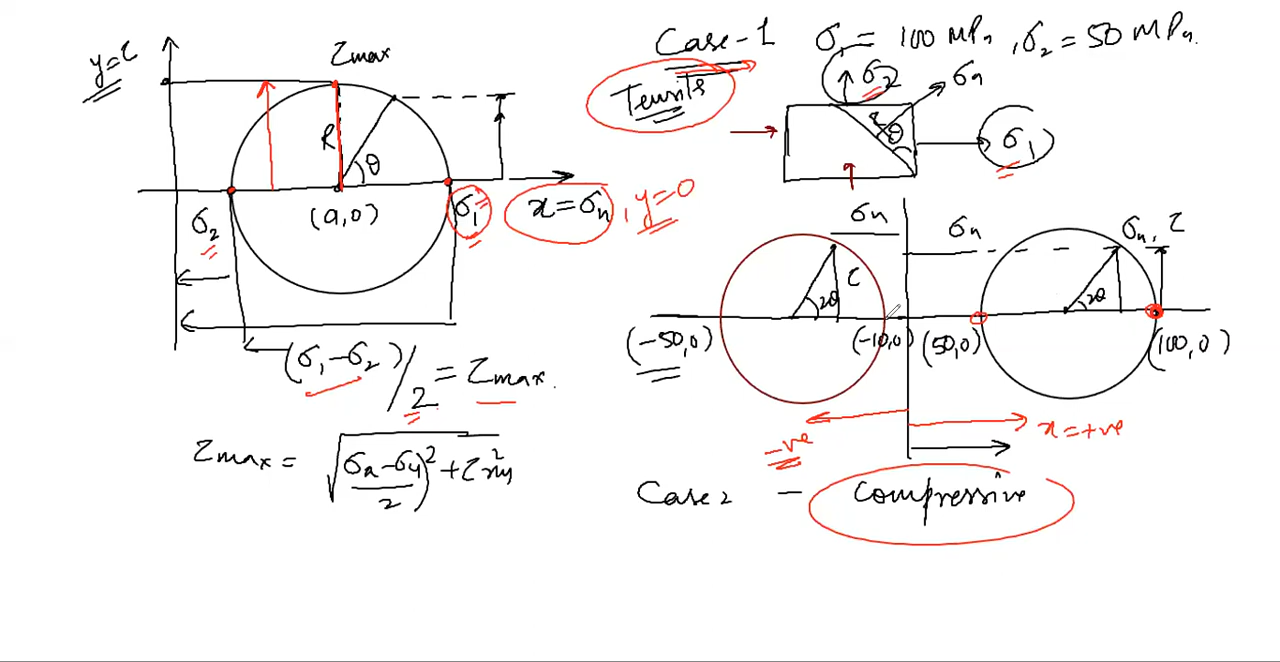 y=τ
τmax
R
θ
(a,0)
σ2
σ1
x=σn, y=0
(σ1-σ2)/2 = τmax.
τmax = √((σx-σy)/2)²+τ²xy
Case-1 σ1 = 100 MPa, σ2 = 50 MPa.
Tensile
σ2
σn
τ
θ
σ1
σn
σn
σn, τ
τ
2θ
2θ
(-50,0)
(-10,0)
(50,0)
(100,0)
-ve
x=+ve
Case 2 - Compressive